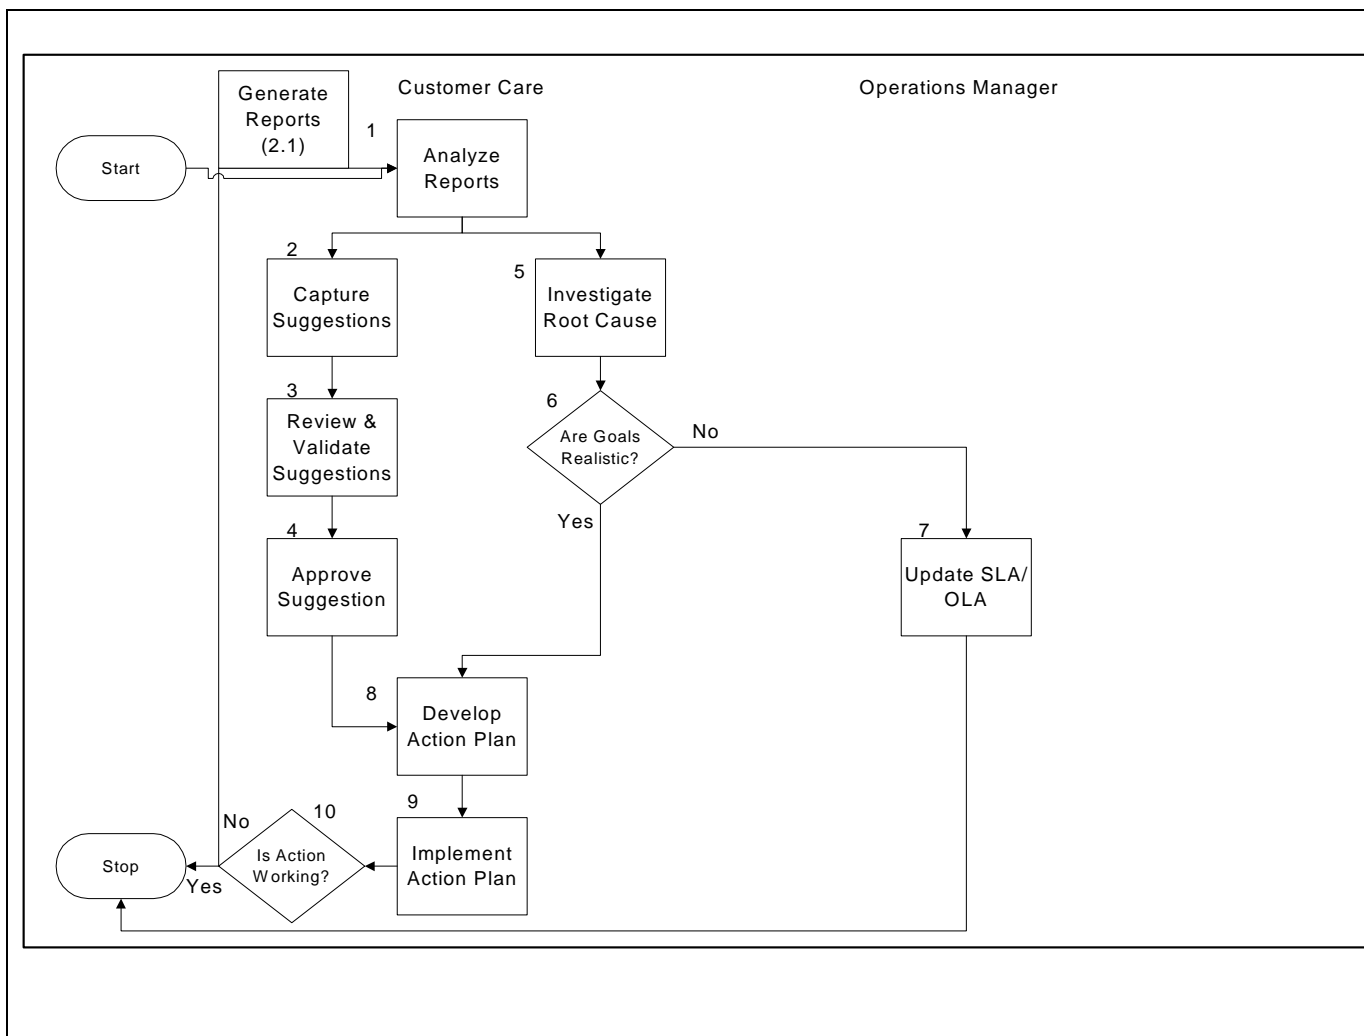 Customer Care
Operations Manager
Generate
Reports
(2.1)
Start
1
Analyze
Reports
2
Capture
Suggestions
5
Investigate
Root Cause
3
Review &
Validate
Suggestions
6
Are Goals
Realistic?
No
Yes
4
Approve
Suggestion
7
Update SLA/
OLA
8
Develop
Action Plan
9
Implement
Action Plan
10
Is Action
Working?
No
Yes
Stop